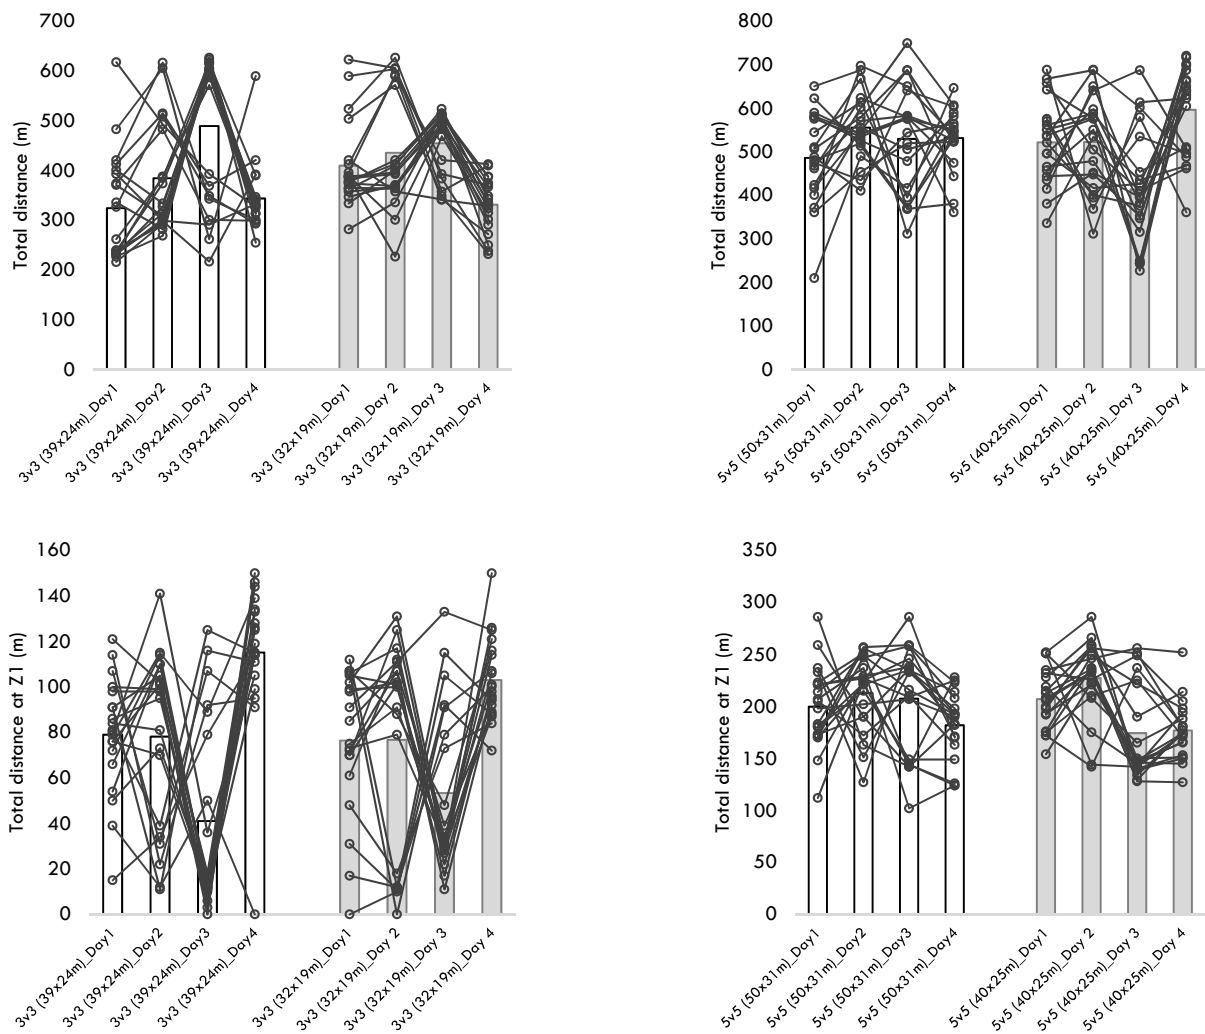 700
600
500
400
300
200
100
0
Total distance (m)
3v3 (39x24m)_Day1
3v3 (39x24m)_Day2
3v3 (39x24m)_Day3
3v3 (39x24m)_Day4
3v3 (32x19m)_Day1
3v3 (32x19m)_Day 2
3v3 (32x19m)_Day 3
3v3 (32x19m)_Day 4
800
700
600
500
400
300
200
100
0
Total distance (m)
5v5 (50x31m)_Day1
5v5 (50x31m)_Day2
5v5 (50x31m)_Day3
5v5 (50x31m)_Day4
5v5 (40x25m)_Day 1
5v5 (40x25m)_Day 2
5v5 (40x25m)_Day 3
5v5 (40x25m)_Day 4
160
140
120
100
80
60
40
20
0
Total distance at Z1 (m)
3v3 (39x24m)_Day1
3v3 (39x24m)_Day2
3v3 (39x24m)_Day3
3v3 (39x24m)_Day4
3v3 (32x19m)_Day1
3v3 (32x19m)_Day 2
3v3 (32x19m)_Day 3
3v3 (32x19m)_Day 4
350
300
250
200
150
100
50
0
Total distance at Z1 (m)
5v5 (50x31m)_Day1
5v5 (50x31m)_Day2
5v5 (50x31m)_Day3
5v5 (50x31m)_Day4
5v5 (40x25m)_Day 1
5v5 (40x25m)_Day 2
5v5 (40x25m)_Day 3
5v5 (40x25m)_Day 4